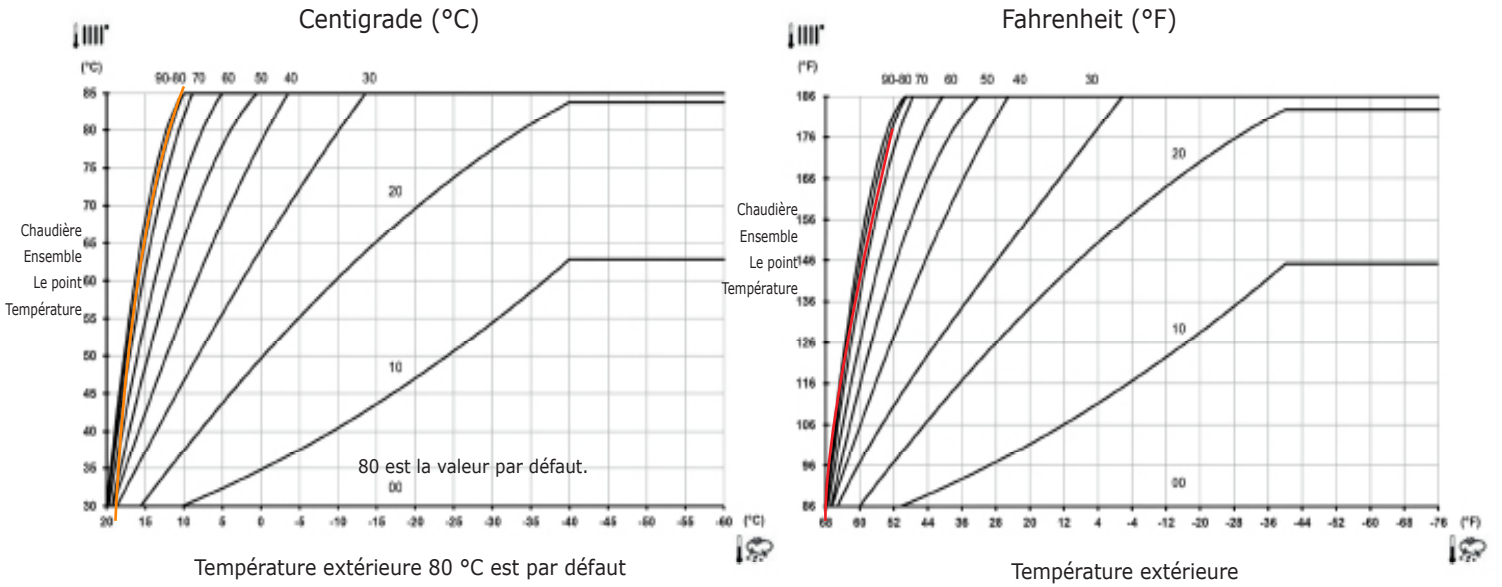 Centigrade (°C)
(°C)
90-80 70 60 50 40 30
85
80
75
70
65
60
55
50
45
40
35
30
Chaudière
Ensemble
Le point
Température
20
10
80 est la valeur par défaut.
00
20 15 10 5 0 -5 -10 -15 -20 -25 -30 -35 -40 -45 -50 -55 -60 (°C)
Température extérieure 80 °C est par défaut
Fahrenheit (°F)
(°F)
90-80 70 60 50 40 30
186
176
166
156
146
136
126
116
106
96
86
Chaudière
Ensemble
Le point
Température
20
10
00
68 60 52 44 36 28 20 12 4 -4 -12 -20 -28 -36 -44 -52 -60 -68 -76 (°F)
Température extérieure